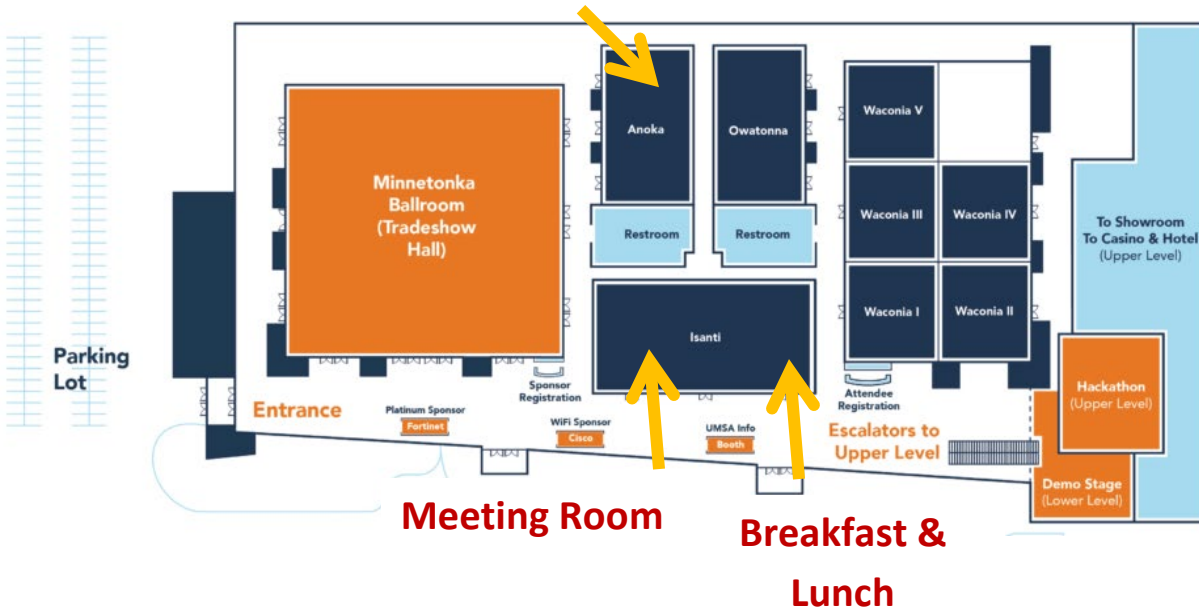 Minnetonka
Ballroom
(Tradeshow
Hall)
Anoka
Owatonna
Restroom
Restroom
Waconia V
Waconia III
Waconia IV
Waconia I
Waconia II
To Showroom
To Casino & Hotel
(Upper Level)
Isanti
Parking
Lot
Entrance
Platinum Sponsor
Fortinet
Sponsor
Registration
WiFi Sponsor
Cisco
UMSA Info
Booth
Attendee
Registration
Escalators to
Upper Level
Hackathon
(Upper Level)
Demo Stage
(Lower Level)
Meeting Room
Breakfast &
Lunch